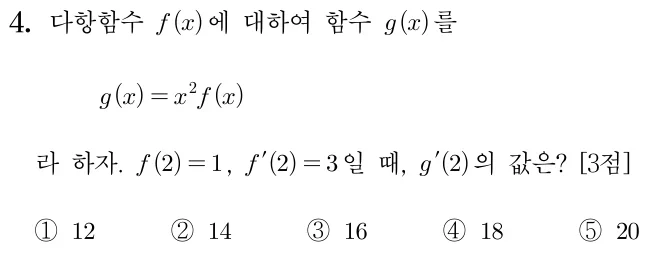 4. 다항함수 f(x)에 대하여 함수 g(x)를
g(x)=x²f(x)
라 하자. f(2)=1, f′(2)=3일 때, g′(2)의 값은? [3점]
① 12 ② 14 ③ 16 ④ 18 ⑤ 20